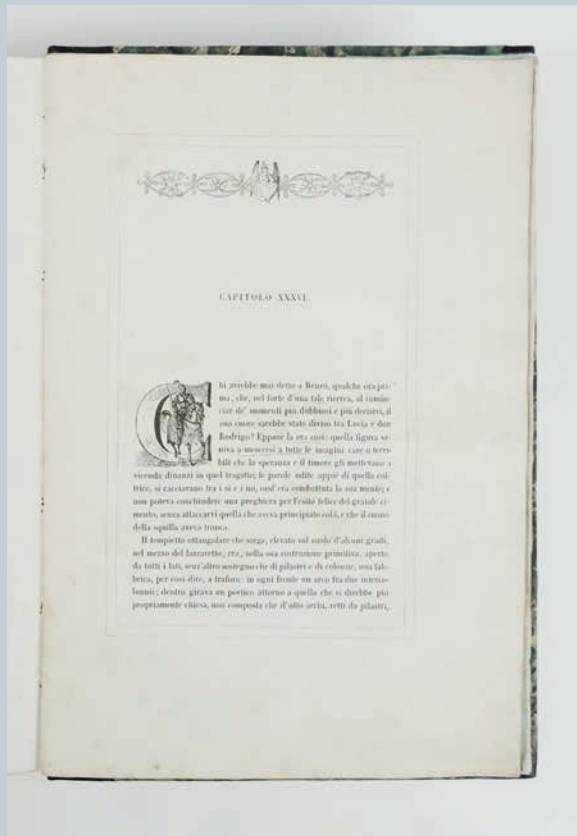 CAPITOLO XXXVI.
Chi avrebbe mai detto a Renzo, qualche ora pri-
ma, che, nel forte d'una tale ricerca, al comin-
ciar de' momenti più dubbiosi e più decisivi, il
suo cuore sarebbe stato diviso tra Lucia e don
Rodrigo? Eppure la era così: quella figura ve-
niva a mettersi a tutte le imagini care o terri-
bili che la speranza e il timore gli mettevano a
vicenda dinanzi in quel tragitto; le parole udite appiè di quella cuc-
trice, si cacciavano tra i sì e i no, ond'era combattuta la sua mente; e
non poteva conchiudere una preghiera per l'esito felice del grande ci-
mento, senza attaccarvi quella che aveva principiato colà, e che il suono
della squilla aveva tronca.
Il tempietto ottangolare che sorge, elevato sul suolo d'alcuni gradi,
nel mezzo del lazzaretto, era, nella sua costruzione primitiva, aperto
da tutti i lati, senz'altro sostegno che di pilastri e di colonne, una fab-
brica, per così dire, a traforo: in ogni fronte un arco fra due interco-
lunnii; dentro girava un portico attorno a quella che si direbbe più
propriamente chiesa, non composta che d'otto archi, retti da pilastri,